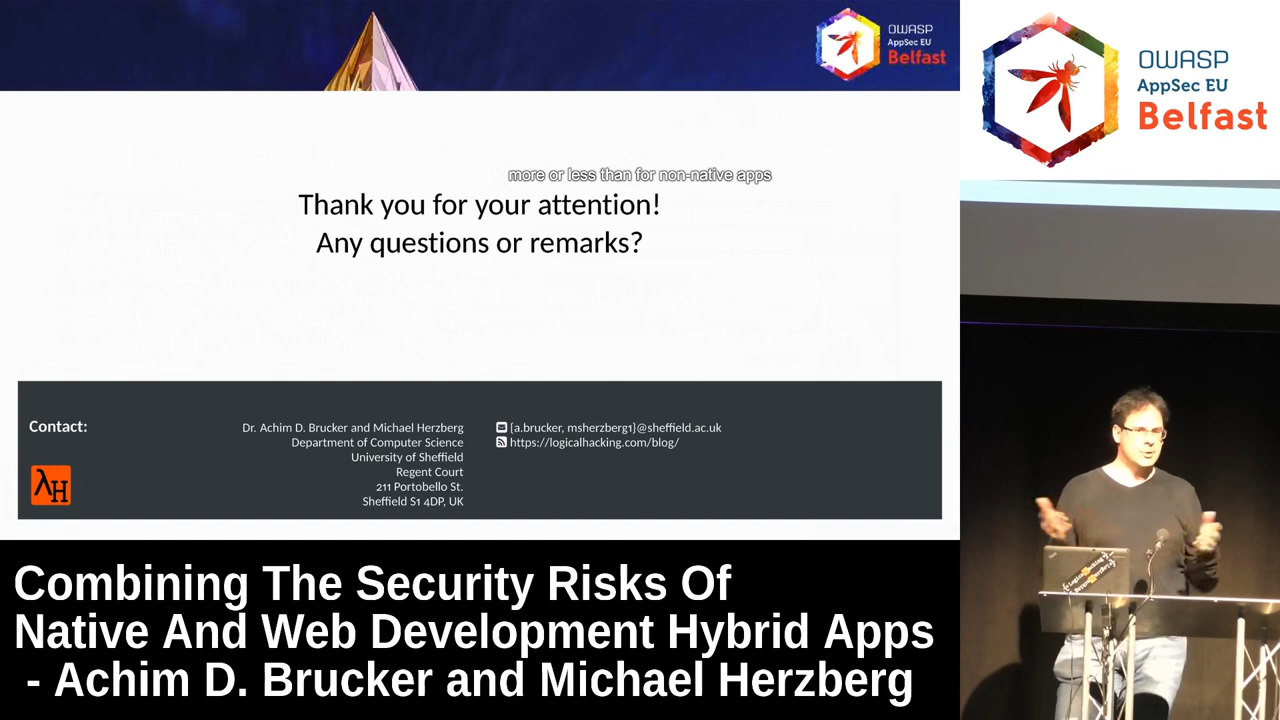 OWASP
AppSec EU
Belfast
OWASP
AppSec EU
Belfast
more or less than for non-native apps
Thank you for your attention!
Any questions or remarks?
Contact:
Dr. Achim D. Brucker and Michael Herzberg
Department of Computer Science
University of Sheffield
Regent Court
211 Portobello St.
Sheffield S1 4DP, UK
{a.brucker, msherzberg1}@sheffield.ac.uk
https://logicalhacking.com/blog/
λH
Combining The Security Risks Of
Native And Web Development Hybrid Apps
- Achim D. Brucker and Michael Herzberg